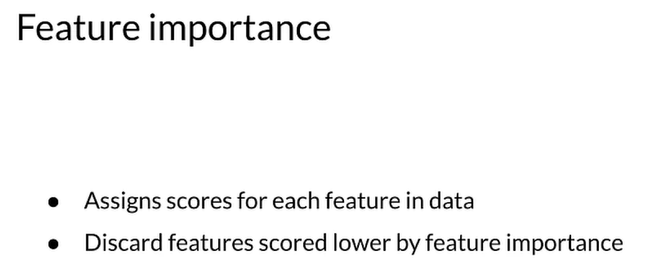 Feature importance
● Assigns scores for each feature in data
● Discard features scored lower by feature importance